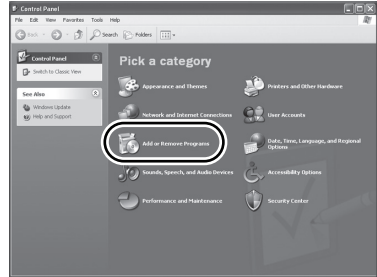 Control Panel
File Edit View Favorites Tools Help
Back Search Folders
Control Panel
Switch to Classic View
See Also
Windows Update
Help and Support
Pick a category
Appearance and Themes
Printers and Other Hardware
Network and Internet Connections
User Accounts
Add or Remove Programs
Date, Time, Language, and Regional
Options
Sounds, Speech, and Audio Devices
Accessibility Options
Performance and Maintenance
Security Center